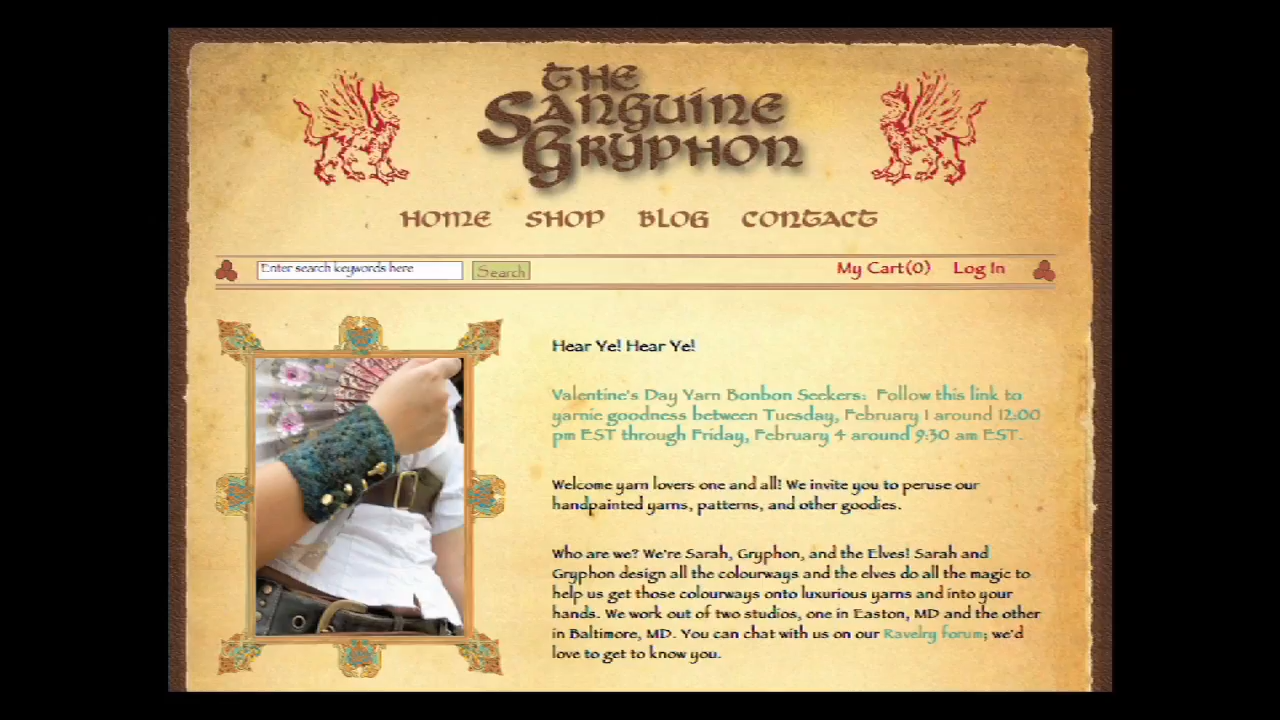 The
Sanguine
Gryphon
Home Shop Blog Contact
Enter search keywords here Search My Cart(0) Log In
Hear Ye! Hear Ye!
Valentine's Day Yarn Bonbon Seekers: Follow this link to
yarnie goodness between Tuesday, February 1 around 12:00
pm EST through Friday, February 4 around 9:30 am EST.
Welcome yarn lovers one and all! We invite you to peruse our
handpainted yarns, patterns, and other goodies.
Who are we? We're Sarah, Gryphon, and the Elves! Sarah and
Gryphon design all the colourways and the elves do all the magic to
help us get those colourways onto luxurious yarns and into your
hands. We work out of two studios, one in Easton, MD and the other
in Baltimore, MD. You can chat with us on our Ravelry forum; we'd
love to get to know you.